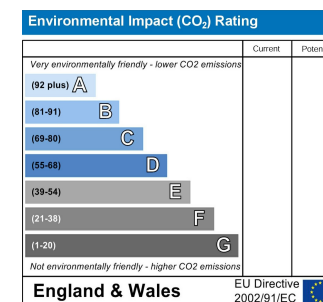 Environmental Impact (CO₂) Rating
Current
Very environmentally friendly - lower CO2 emissions
(92 plus) A
(81-91) B
(69-80) C
(55-68) D
(39-54) E
(21-38) F
(1-20) G
Not environmentally friendly - higher CO2 emissions
England & Wales
EU Directive
2002/91/EC